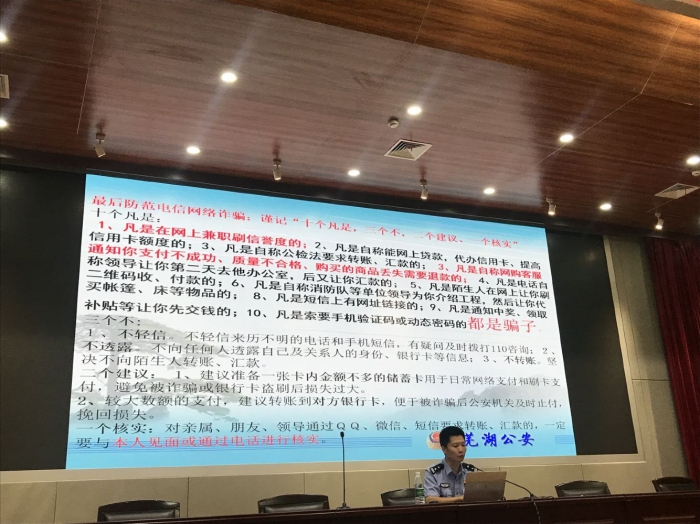 最后防范电信网络诈骗：谨记“十个凡是，三个不，二个建议、一个核实”
十个凡是：
1、凡是在网上兼职刷信誉度的；2、凡是自称能网上贷款，代办信用卡、提高
信用卡额度的；3、凡是自称公检法要求转账、汇款的；3、凡是自称网购客服
通知你支付不成功、质量不合格、购买的商品丢失需要退款的；4、凡是电话自
称领导让你第二天去他办公室，后又让你汇款的；5、凡是陌生人在网上让你刷
二维码收、付款的；6、凡是自称消防队等单位领导为你介绍工程，然后让你代
买帐篷、床等物品的； 8、凡是短信上有网址链接的；9、凡是通知中奖、领取
补贴等让你先交钱的；10、凡是索要手机验证码或动态密码的都是骗子.
三个不：
1、不轻信。不轻信来历不明的电话和手机短信，有疑问及时拨打110咨询；2、
不透露。不向任何人透露自己及关系人的身份、银行卡等信息；3、不转账。坚
决不向陌生人转账、汇款。
二个建议： 1、建议准备一张卡内金额不多的储蓄卡用于日常网络支付和刷卡支
付，避免被诈骗或银行卡盗刷后损失过大。
2、较大数额的支付，建议转账到对方银行卡，便于被诈骗后公安机关及时止付，
挽回损失。
一个核实：对亲属、朋友、领导通过QQ、微信、短信要求转账、汇款的，一定
要与本人见面或通过电话进行核实。
芜湖公安